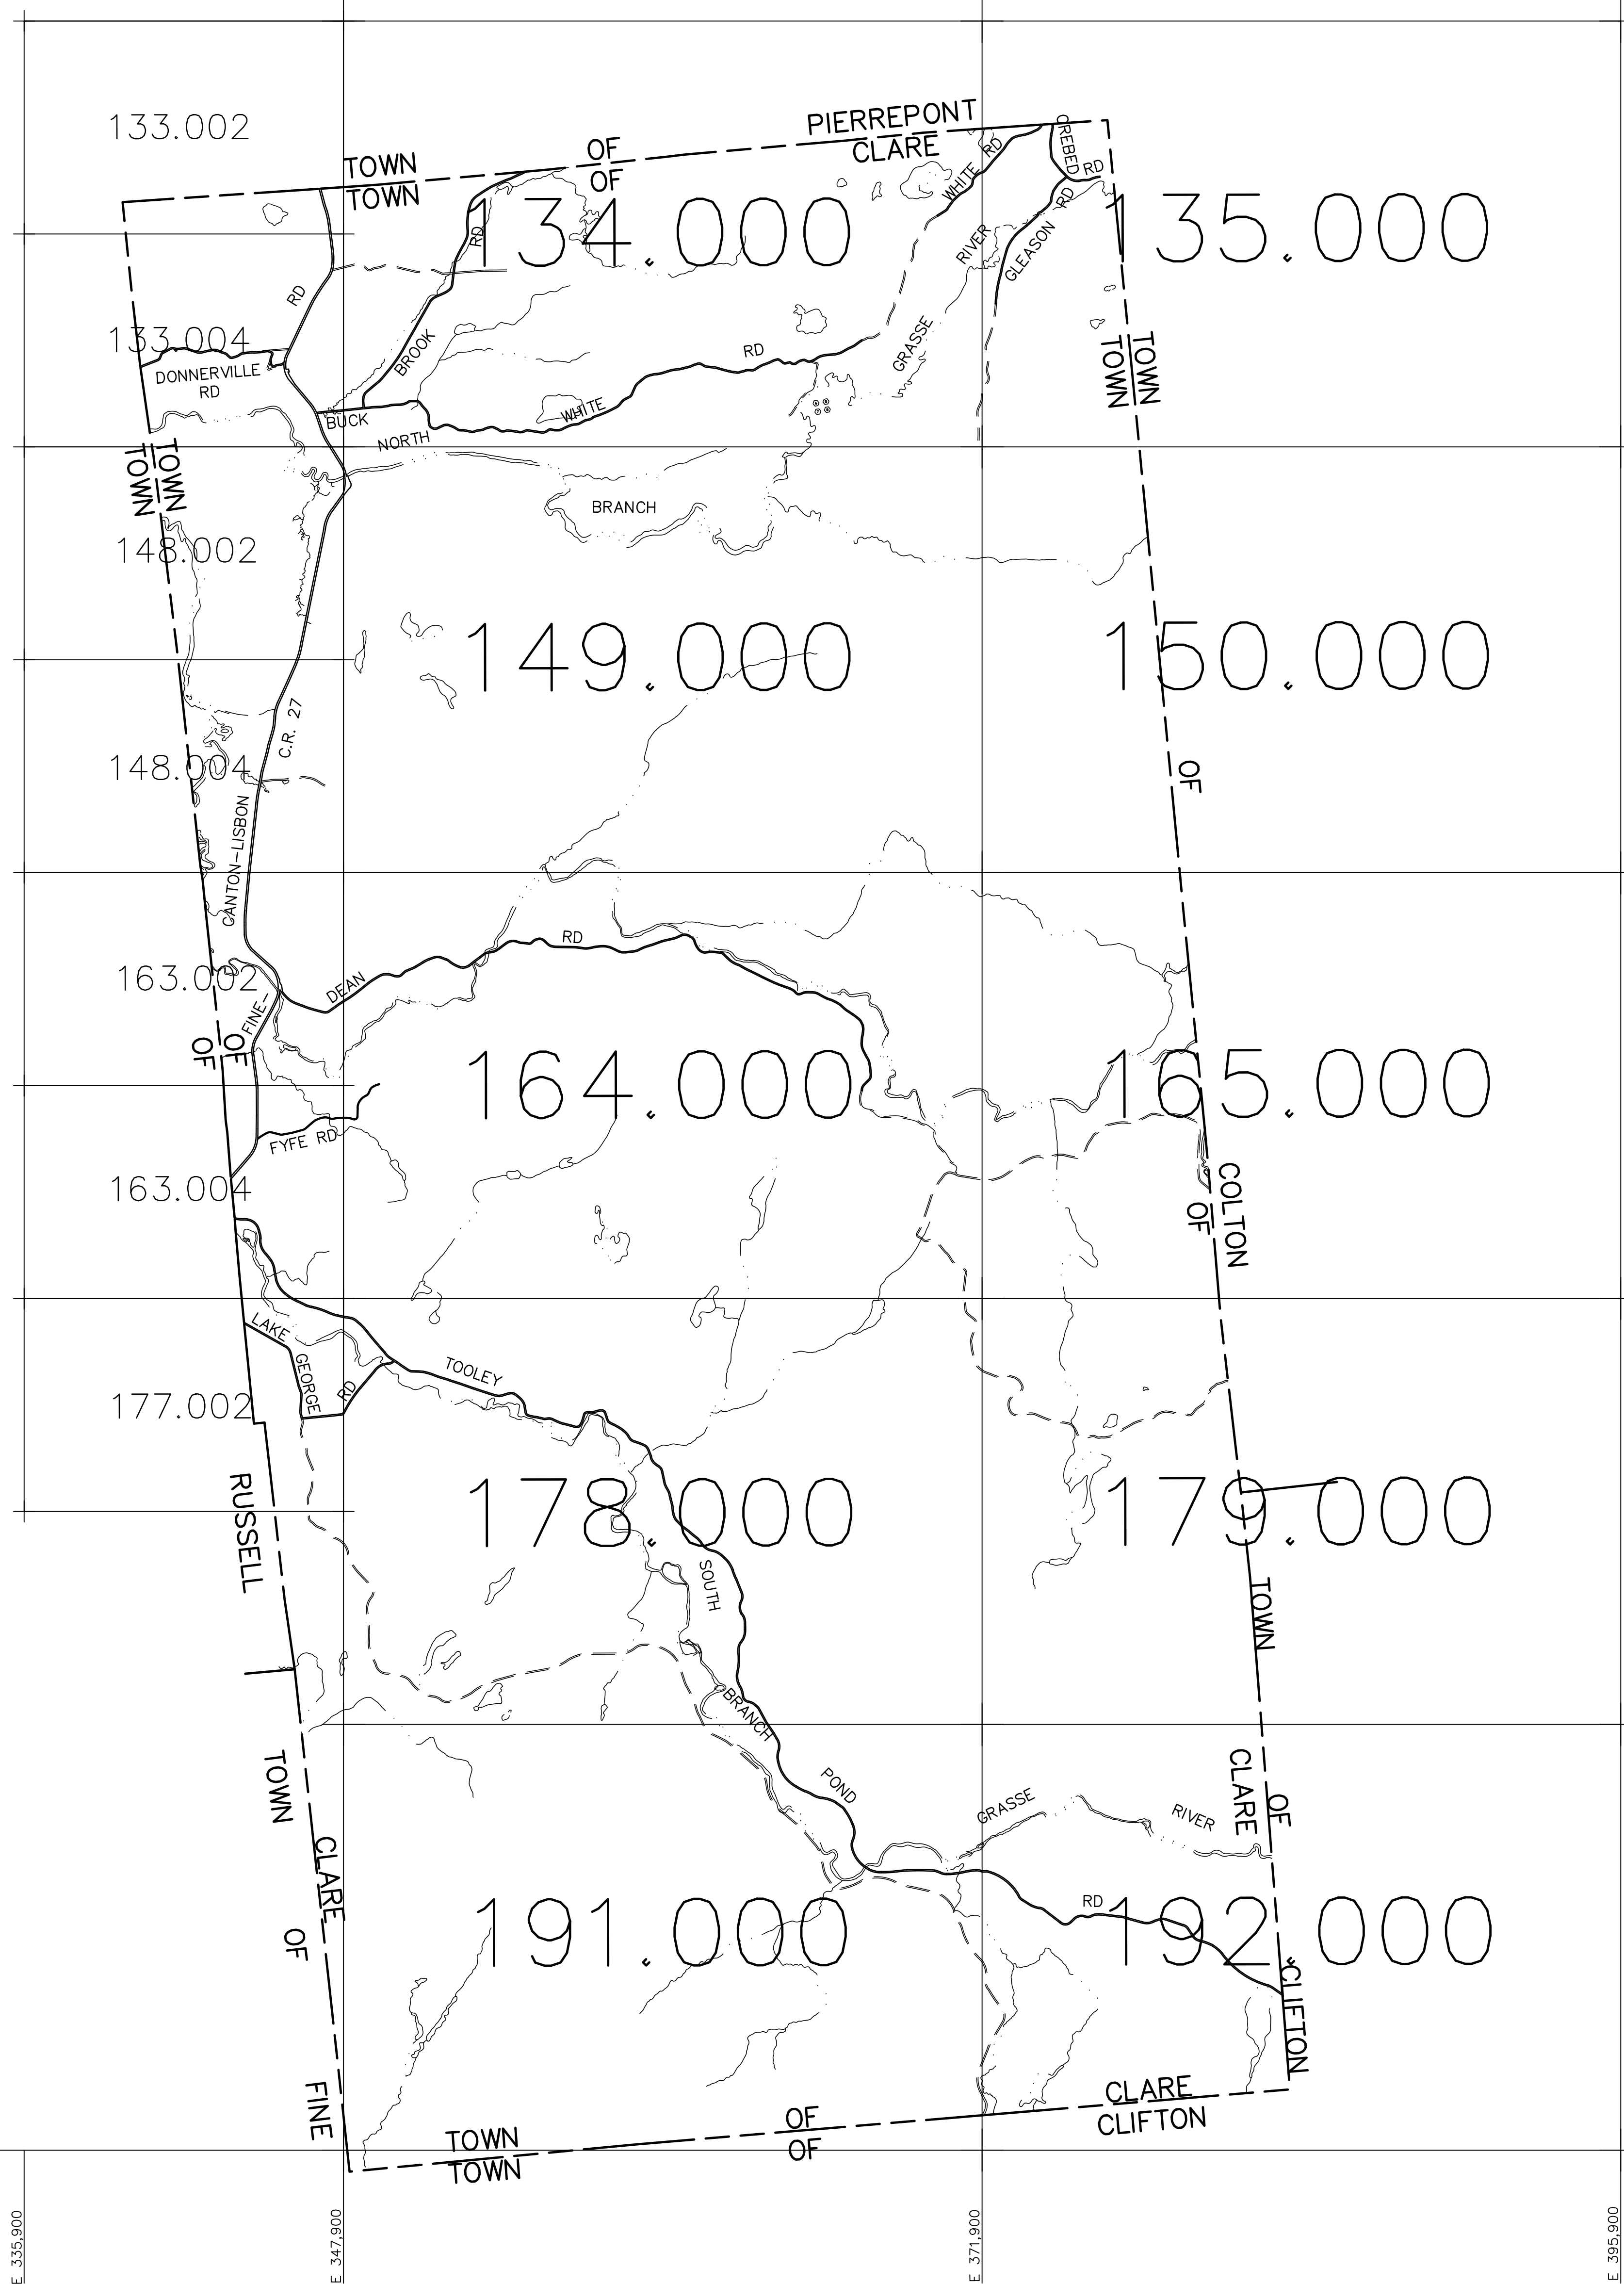 PIERREPONT
133.002
OF
CLARE
TOWN
OF
TOWN
OREBED
RD
WHITE RD
134.000
135.000
RD
RIVER
GLEASON RD
RD
133.004
BROOK
GRASSE
RD
TOWN
TOWN
DONNERVILLE
RD
WHITE
BUCK
NORTH
TOWN
TOWN
BRANCH
148.002
149.000
150.000
C.R. 27
148.004
OF
CANTON-LISBON
RD
163.002
DEAN
FINE-
OF
OF
164.000
165.000
FYFE RD
163.004
COLTON
OF
LAKE
GEORGE
RD
TOOLEY
177.002
RUSSELL
178.000
179.000
SOUTH
TOWN
BRANCH
TOWN
POND
CLARE
OF
GRASSE
RIVER
CLARE
RD
191.000
192.000
OF
CLIFTON
FINE
CLARE
OF
CLIFTON
TOWN
OF
TOWN
E 335,900
E 347,900
E 371,900
E 395,900